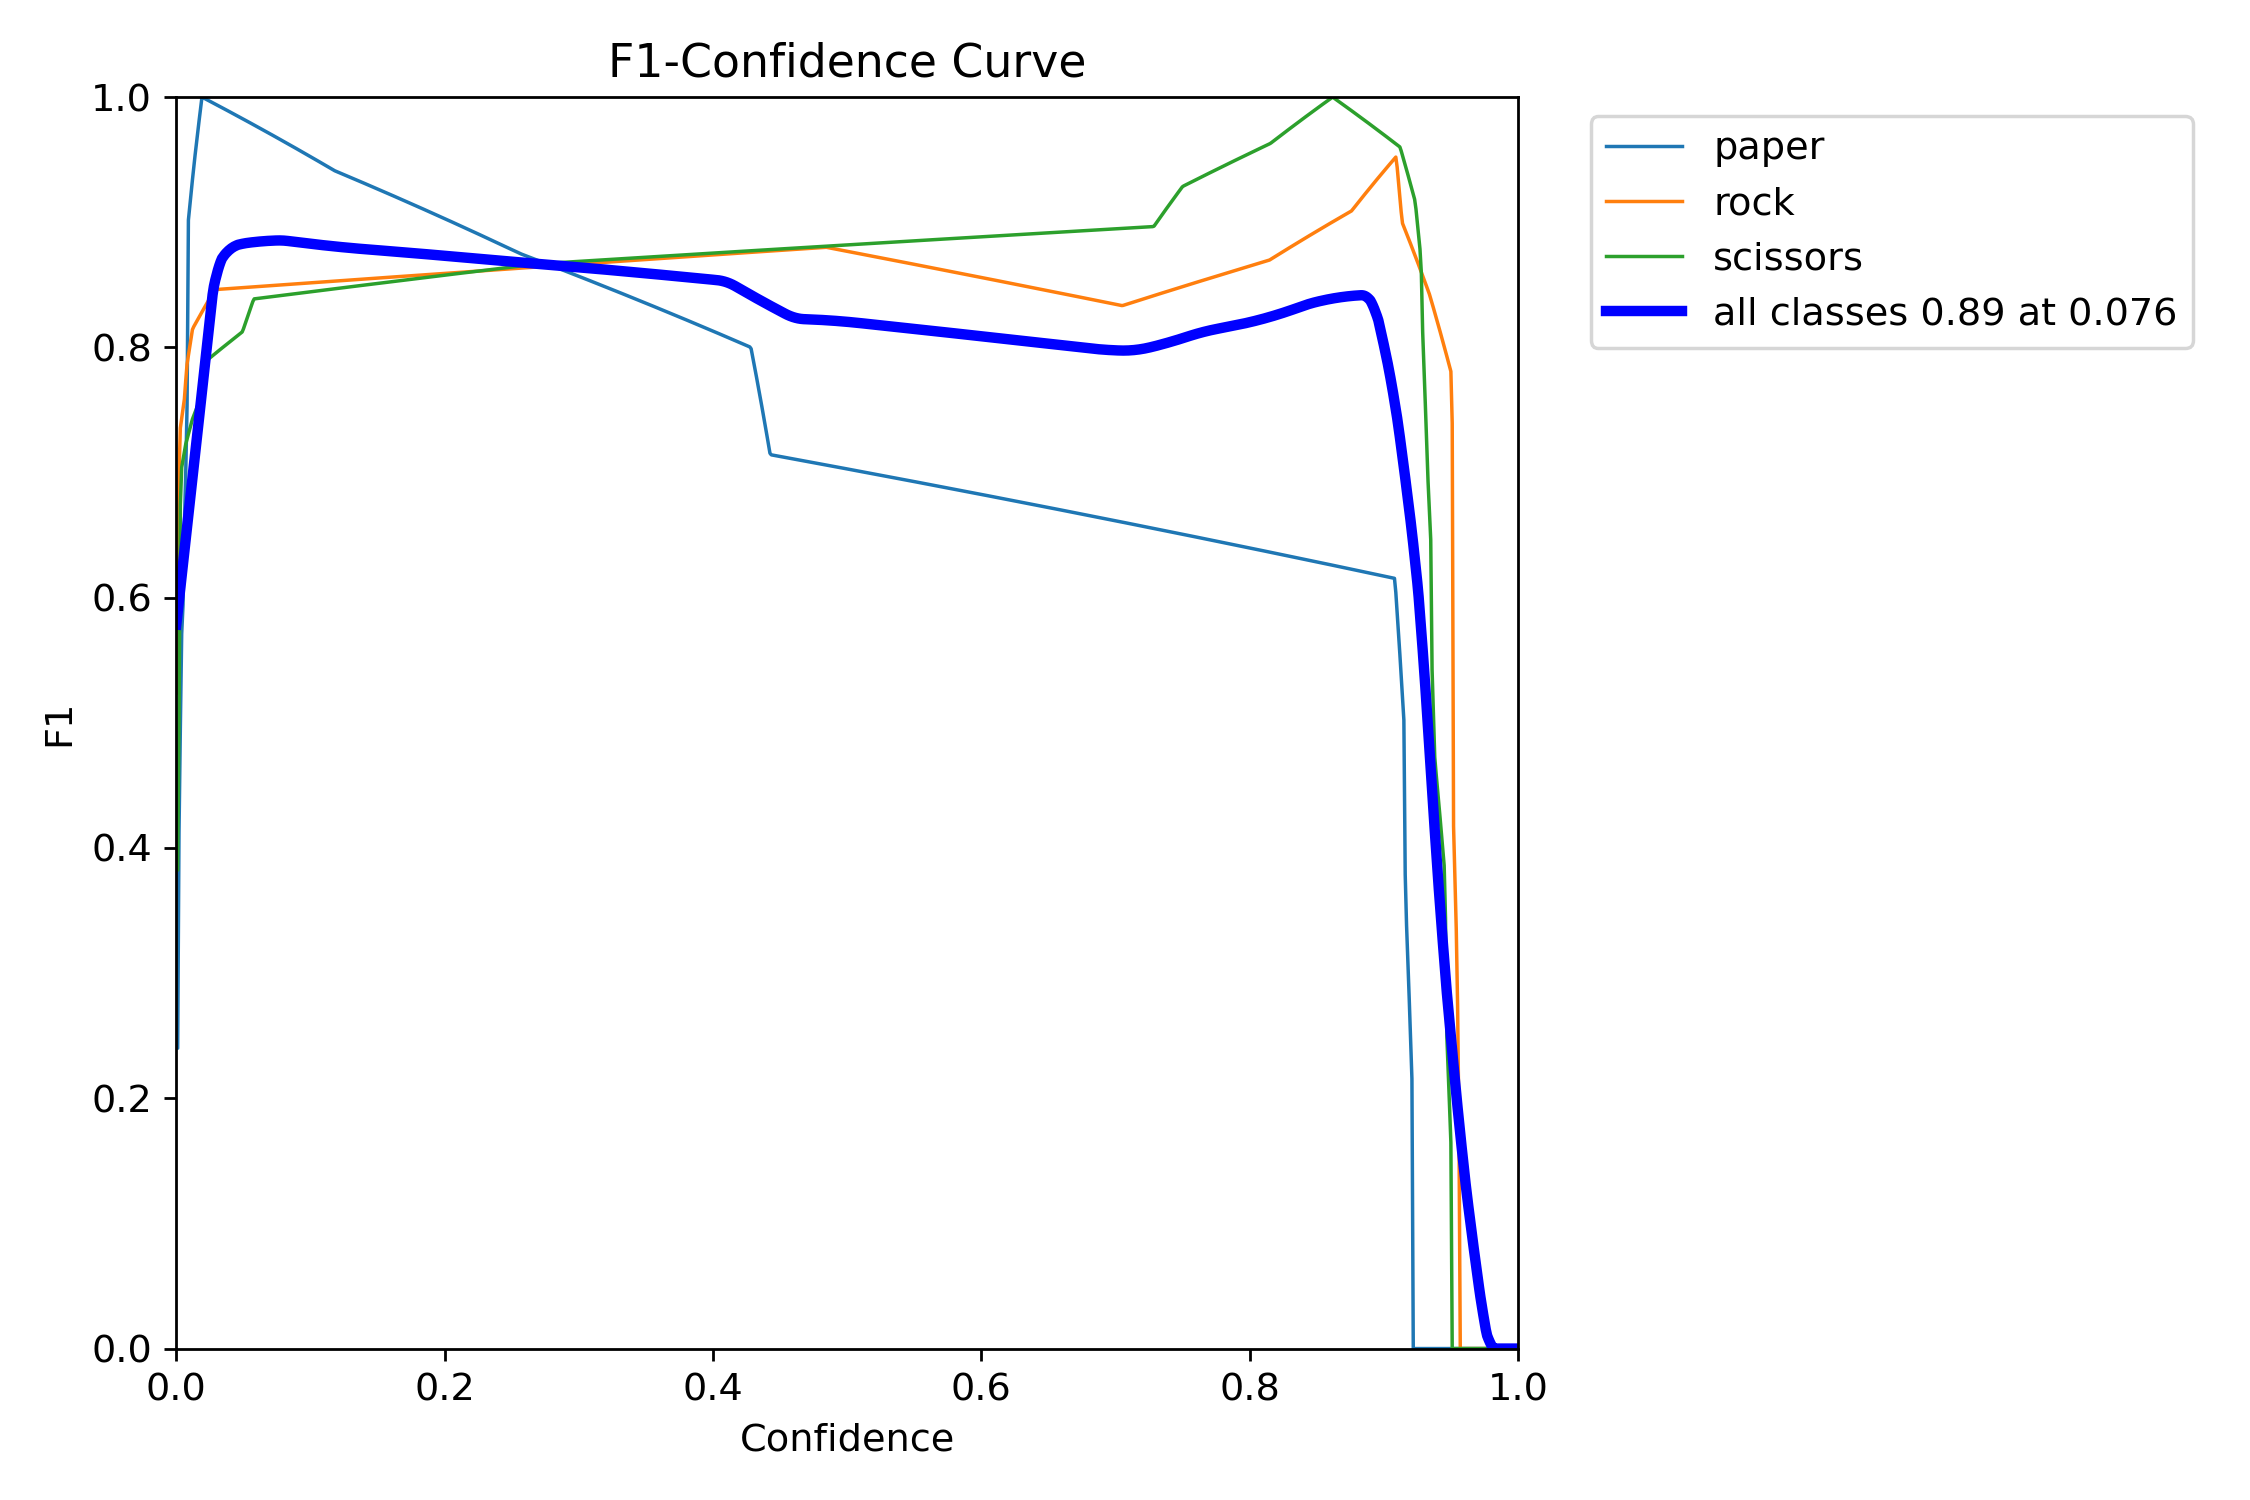 F1-Confidence Curve
1.0
0.8
0.6
0.4
0.2
0.0
F1
0.0 0.2 0.4 0.6 0.8 1.0
Confidence
paper
rock
scissors
all classes 0.89 at 0.076